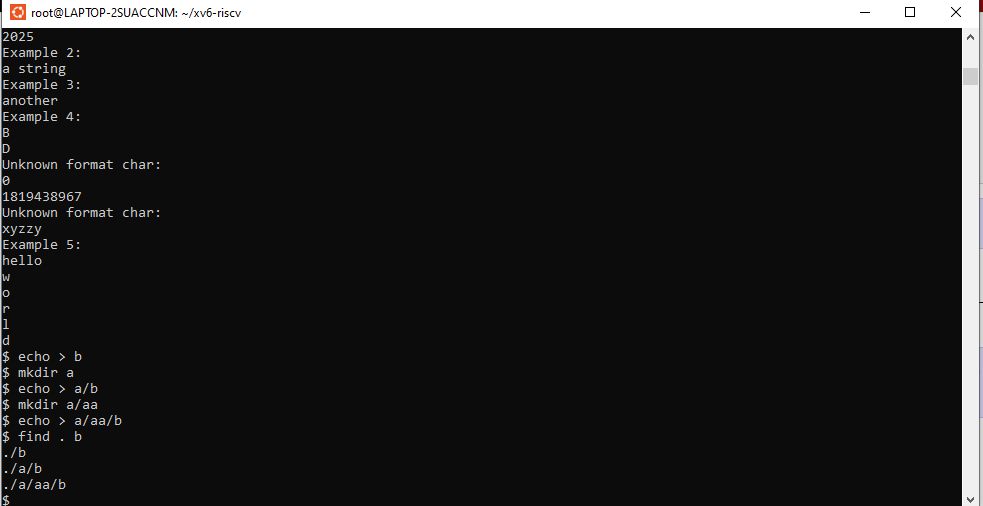 root@LAPTOP-2SUACCNM: ~/xv6-riscv
2025
Example 2:
a string
Example 3:
another
Example 4:
B
D
Unknown format char:
0
1819438967
Unknown format char:
xyzzy
Example 5:
hello
w
o
r
l
d
$ echo > b
$ mkdir a
$ echo > a/b
$ mkdir a/aa
$ echo > a/aa/b
$ find . b
./b
./a/b
./a/aa/b
$